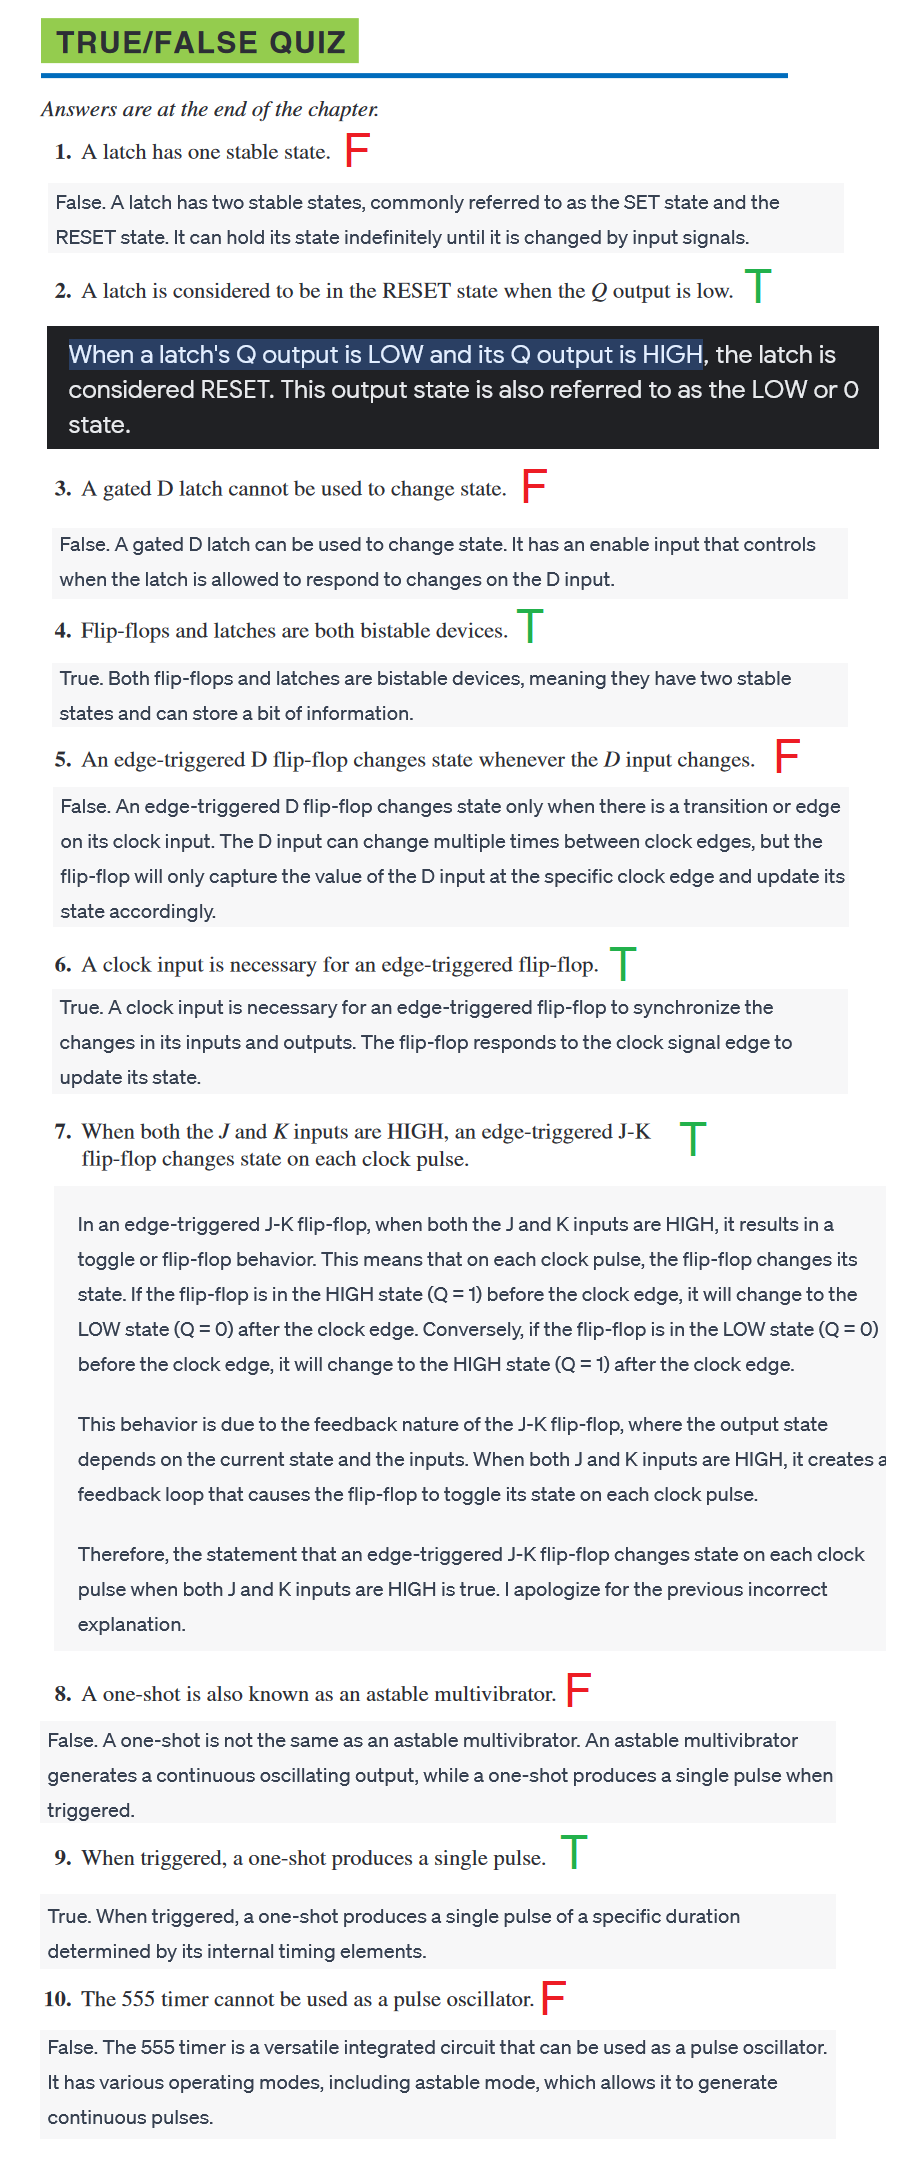 TRUE/FALSE QUIZ
Answers are at the end of the chapter.
1. A latch has one stable state. F
False. A latch has two stable states, commonly referred to as the SET state and the
RESET state. It can hold its state indefinitely until it is changed by input signals.
2. A latch is considered to be in the RESET state when the Q output is low. T
When a latch's Q output is LOW and its Q output is HIGH, the latch is
considered RESET. This output state is also referred to as the LOW or 0
state.
3. A gated D latch cannot be used to change state. F
False. A gated D latch can be used to change state. It has an enable input that controls
when the latch is allowed to respond to changes on the D input.
4. Flip-flops and latches are both bistable devices. T
True. Both flip-flops and latches are bistable devices, meaning they have two stable
states and can store a bit of information.
5. An edge-triggered D flip-flop changes state whenever the D input changes. F
False. An edge-triggered D flip-flop changes state only when there is a transition or edge
on its clock input. The D input can change multiple times between clock edges, but the
flip-flop will only capture the value of the D input at the specific clock edge and update its
state accordingly.
6. A clock input is necessary for an edge-triggered flip-flop. T
True. A clock input is necessary for an edge-triggered flip-flop to synchronize the
changes in its inputs and outputs. The flip-flop responds to the clock signal edge to
update its state.
7. When both the J and K inputs are HIGH, an edge-triggered J-K T
flip-flop changes state on each clock pulse.
In an edge-triggered J-K flip-flop, when both the J and K inputs are HIGH, it results in a
toggle or flip-flop behavior. This means that on each clock pulse, the flip-flop changes its
state. If the flip-flop is in the HIGH state (Q = 1) before the clock edge, it will change to the
LOW state (Q = 0) after the clock edge. Conversely, if the flip-flop is in the LOW state (Q = 0)
before the clock edge, it will change to the HIGH state (Q = 1) after the clock edge.
This behavior is due to the feedback nature of the J-K flip-flop, where the output state
depends on the current state and the inputs. When both J and K inputs are HIGH, it creates a
feedback loop that causes the flip-flop to toggle its state on each clock pulse.
Therefore, the statement that an edge-triggered J-K flip-flop changes state on each clock
pulse when both J and K inputs are HIGH is true. I apologize for the previous incorrect
explanation.
8. A one-shot is also known as an astable multivibrator. F
False. A one-shot is not the same as an astable multivibrator. An astable multivibrator
generates a continuous oscillating output, while a one-shot produces a single pulse when
triggered.
9. When triggered, a one-shot produces a single pulse. T
True. When triggered, a one-shot produces a single pulse of a specific duration
determined by its internal timing elements.
10. The 555 timer cannot be used as a pulse oscillator. F
False. The 555 timer is a versatile integrated circuit that can be used as a pulse oscillator.
It has various operating modes, including astable mode, which allows it to generate
continuous pulses.